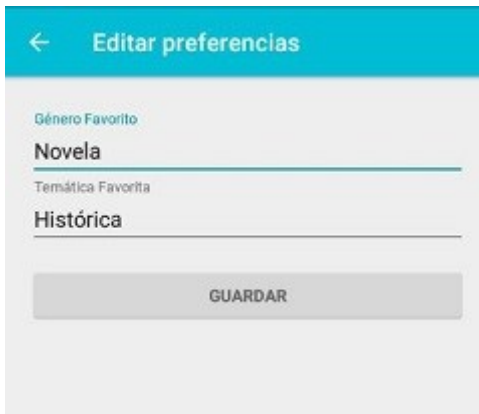 Editar preferencias
Género Favorito
Novela
Temática Favorita
Histórica
GUARDAR